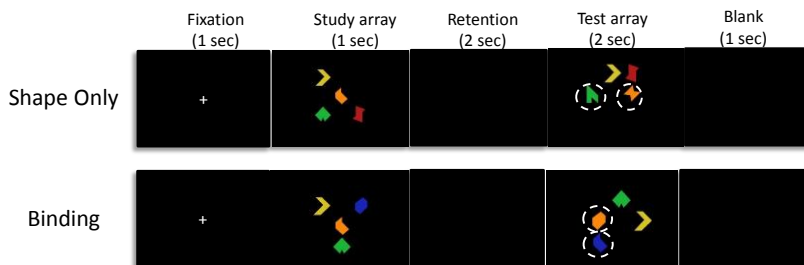 Fixation
(1 sec)
Study array
(1 sec)
Retention
(2 sec)
Test array
(2 sec)
Blank
(1 sec)
Shape Only
Binding